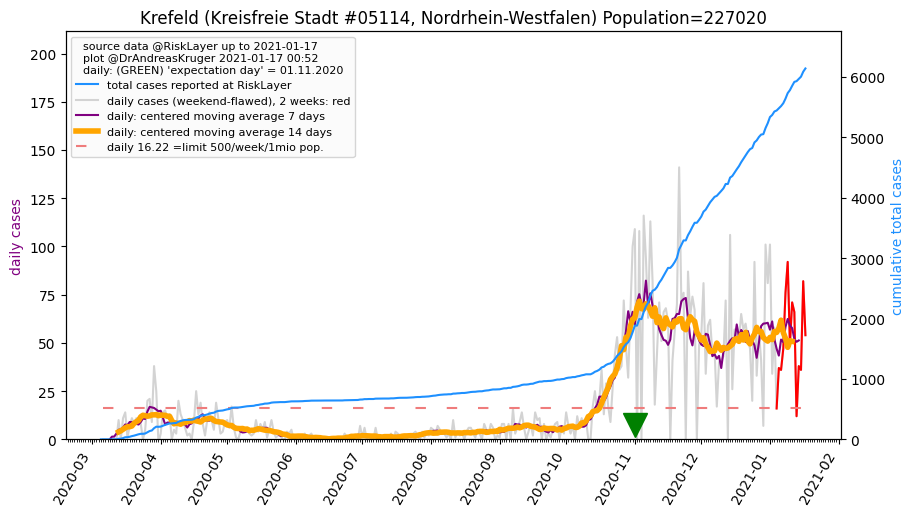 Krefeld (Kreisfreie Stadt #05114, Nordrhein-Westfalen) Population=227020
source data @RiskLayer up to 2021-01-17
plot @DrAndreasKruger 2021-01-17 00:52
daily: (GREEN) 'expectation day' = 01.11.2020
total cases reported at RiskLayer
daily cases (weekend-flawed), 2 weeks: red
daily: centered moving average 7 days
daily: centered moving average 14 days
daily 16.22 =limit 500/week/1mio pop.
daily cases
200
175
150
125
100
75
50
25
0
cumulative total cases
6000
5000
4000
3000
2000
1000
0
2020-03
2020-04
2020-05
2020-06
2020-07
2020-08
2020-09
2020-10
2020-11
2020-12
2021-01
2021-02